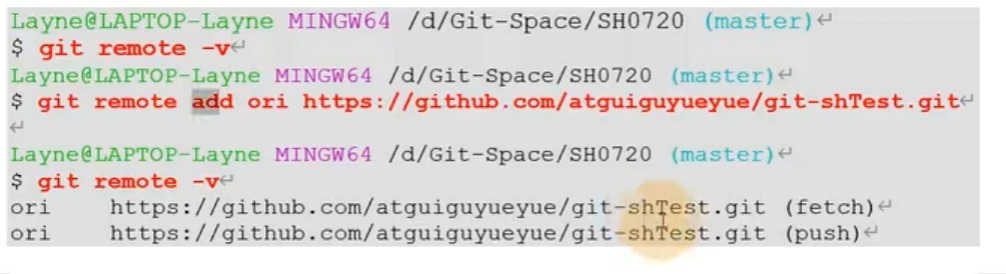 Layne@LAPTOP-Layne MINGW64 /d/Git-Space/SH0720 (master)↵
$ git remote -v↵
Layne@LAPTOP-Layne MINGW64 /d/Git-Space/SH0720 (master)↵
$ git remote add ori https://github.com/atguiguyueyue/git-shTest.git↵
↵
Layne@LAPTOP-Layne MINGW64 /d/Git-Space/SH0720 (master)↵
$ git remote -v↵
ori https://github.com/atguiguyueyue/git-shTest.git (fetch)↵
ori https://github.com/atguiguyueyue/git-shTest.git (push)↵